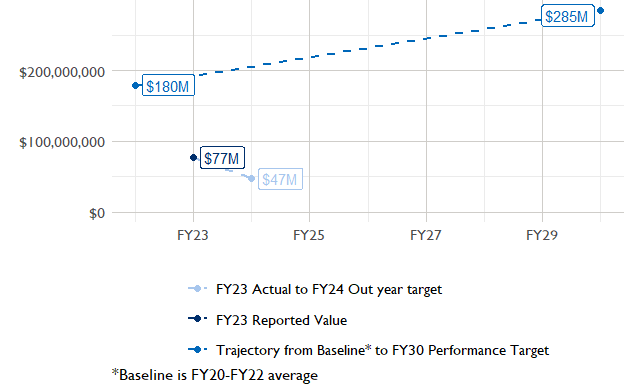 $285M
$200,000,000
$180M
$100,000,000
$77M
$47M
$0
FY23 FY25 FY27 FY29
FY23 Actual to FY24 Out year target
FY23 Reported Value
Trajectory from Baseline* to FY30 Performance Target
*Baseline is FY20-FY22 average